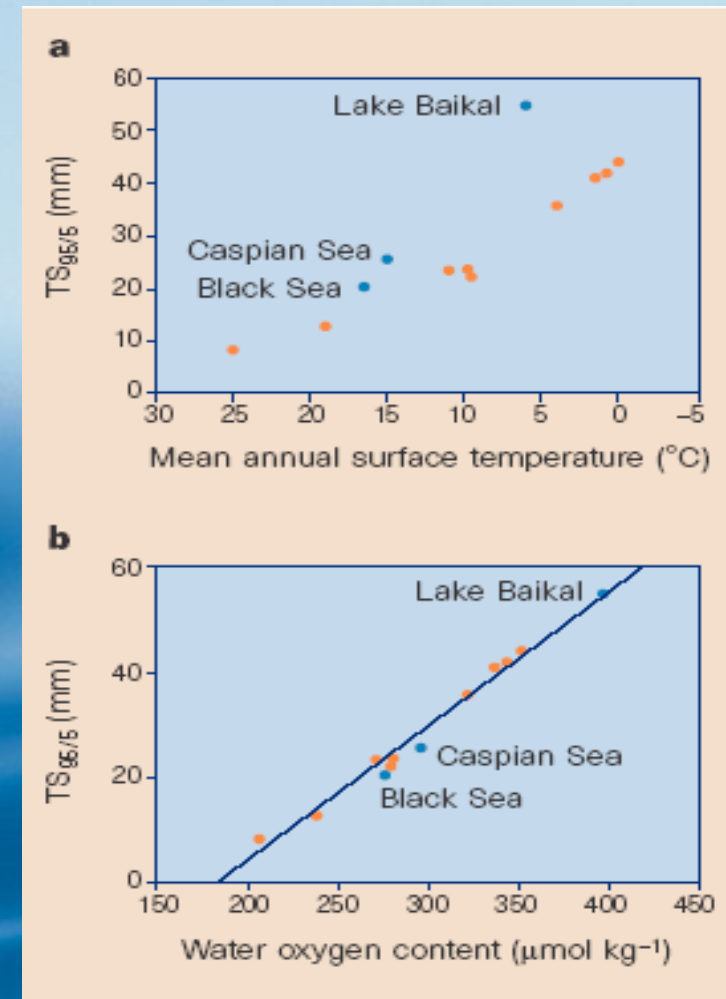 a
60
50
40
30
20
10
0
TS95/5 (mm)
Lake Baikal
Caspian Sea
Black Sea
30 25 20 15 10 5 0 –5
Mean annual surface temperature (°C)
b
60
40
20
0
TS95/5 (mm)
Lake Baikal
Caspian Sea
Black Sea
150 200 250 300 350 400 450
Water oxygen content (μmol kg⁻¹)